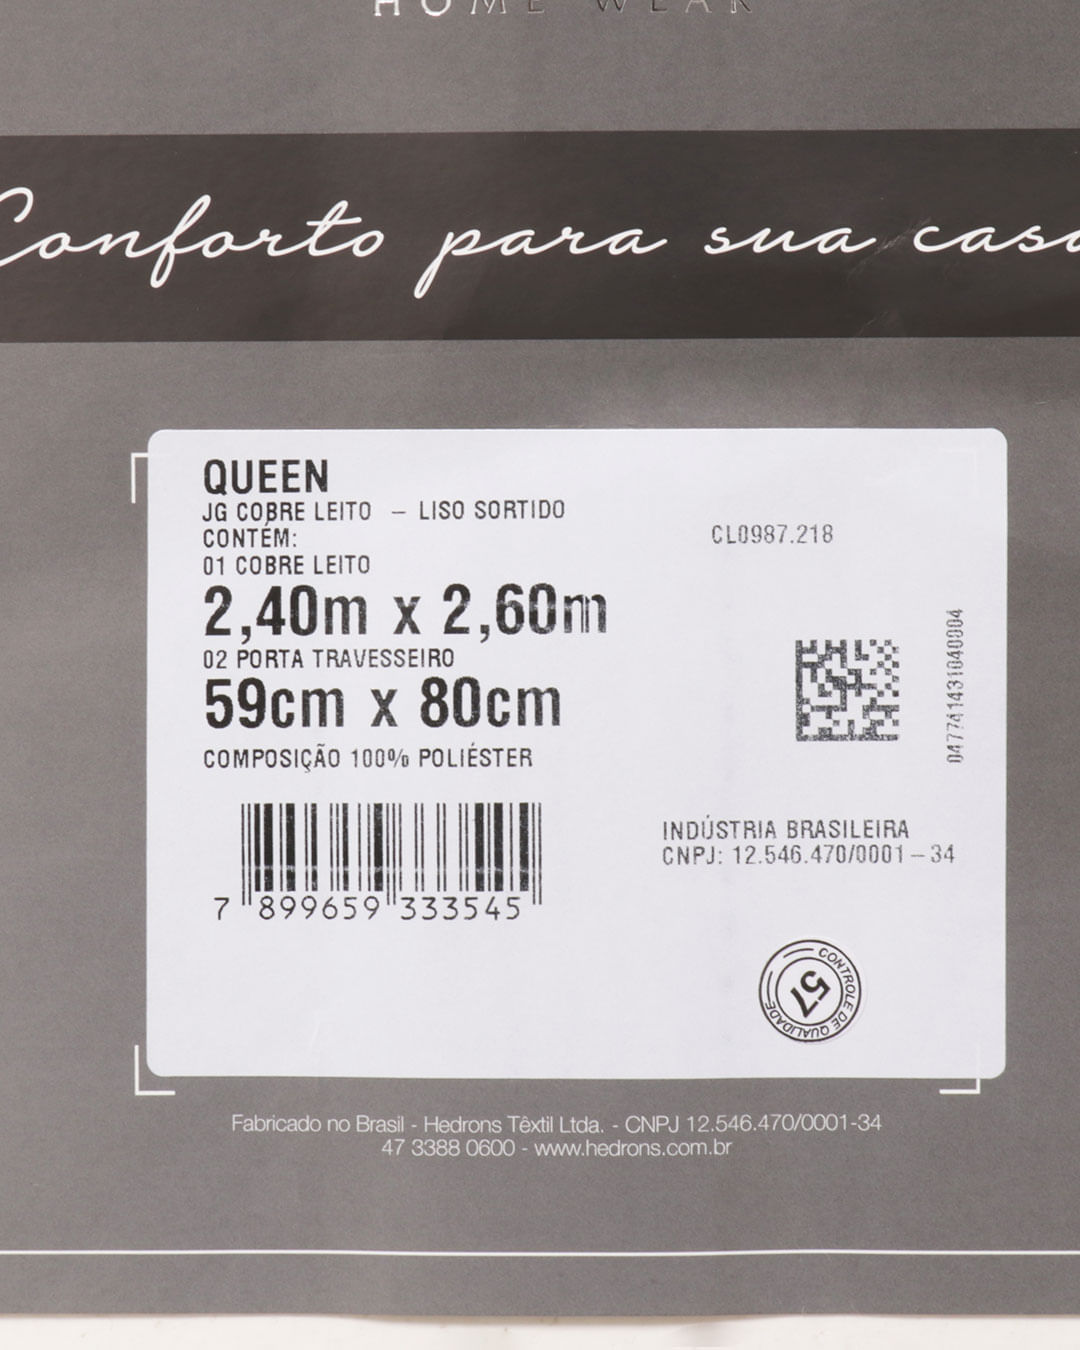 HOME WEAR
Conforto para sua casa
QUEEN
JG COBRE LEITO – LISO SORTIDO
CONTÉM:
01 COBRE LEITO
2,40m x 2,60m
02 PORTA TRAVESSEIRO
59cm x 80cm
COMPOSIÇÃO 100% POLIÉSTER
7 899659 333545
CL0987.218
0477414310400004
INDÚSTRIA BRASILEIRA
CNPJ: 12.546.470/0001–34
CONTROLE DE QUALIDADE
57
Fabricado no Brasil - Hedrons Têxtil Ltda. - CNPJ 12.546.470/0001-34
47 3388 0600 - www.hedrons.com.br